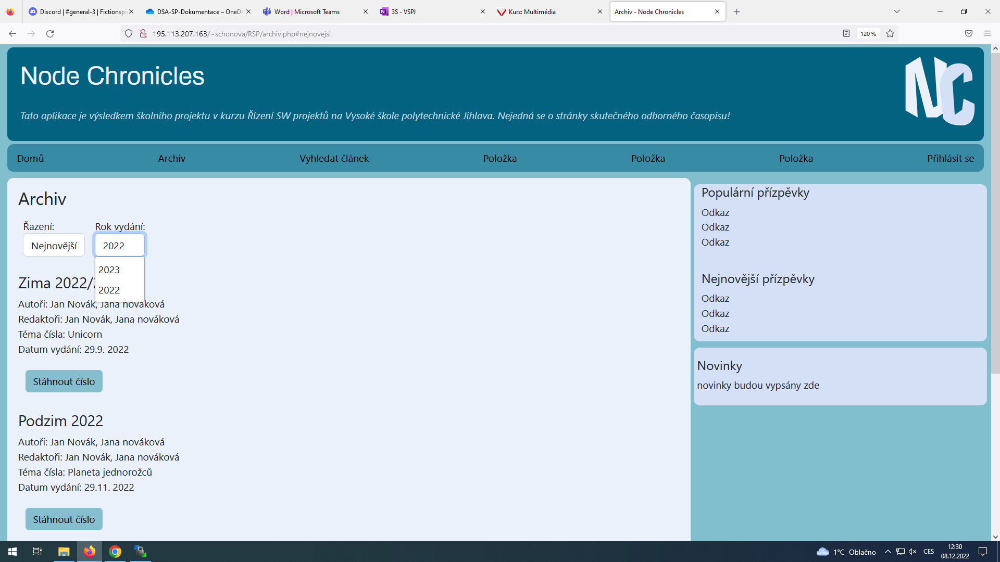 Discord | #general-3 | Fictionspi
DSA-SP-Dokumentace – OneDri
Word | Microsoft Teams
3S - VSPJ
Kurz: Multimédia
Archiv - Node Chronicles
195.113.207.163/~schonova/RSP/archiv.php#nejnovejsi
120 %
Node Chronicles
NC
Tato aplikace je výsledkem školního projektu v kurzu Řízení SW projektů na Vysoké škole polytechnické Jihlava. Nejedná se o stránky skutečného odborného časopisu!
Domů
Archiv
Vyhledat článek
Položka
Položka
Položka
Přihlásit se
Archiv
Řazení:
Rok vydání:
Nejnovější
2022
2023
2022
Zima 2022/
Autoři: Jan Novák, Jana nováková
Redaktoři: Jan Novák, Jana nováková
Téma čísla: Unicorn
Datum vydání: 29.9. 2022
Stáhnout číslo
Podzim 2022
Autoři: Jan Novák, Jana nováková
Redaktoři: Jan Novák, Jana nováková
Téma čísla: Planeta jednorožců
Datum vydání: 29.11. 2022
Stáhnout číslo
Populární přízpěvky
Odkaz
Odkaz
Odkaz
Nejnovější přízpěvky
Odkaz
Odkaz
Odkaz
Novinky
novinky budou vypsány zde
1°C Oblačno
CES
12:30
08.12.2022